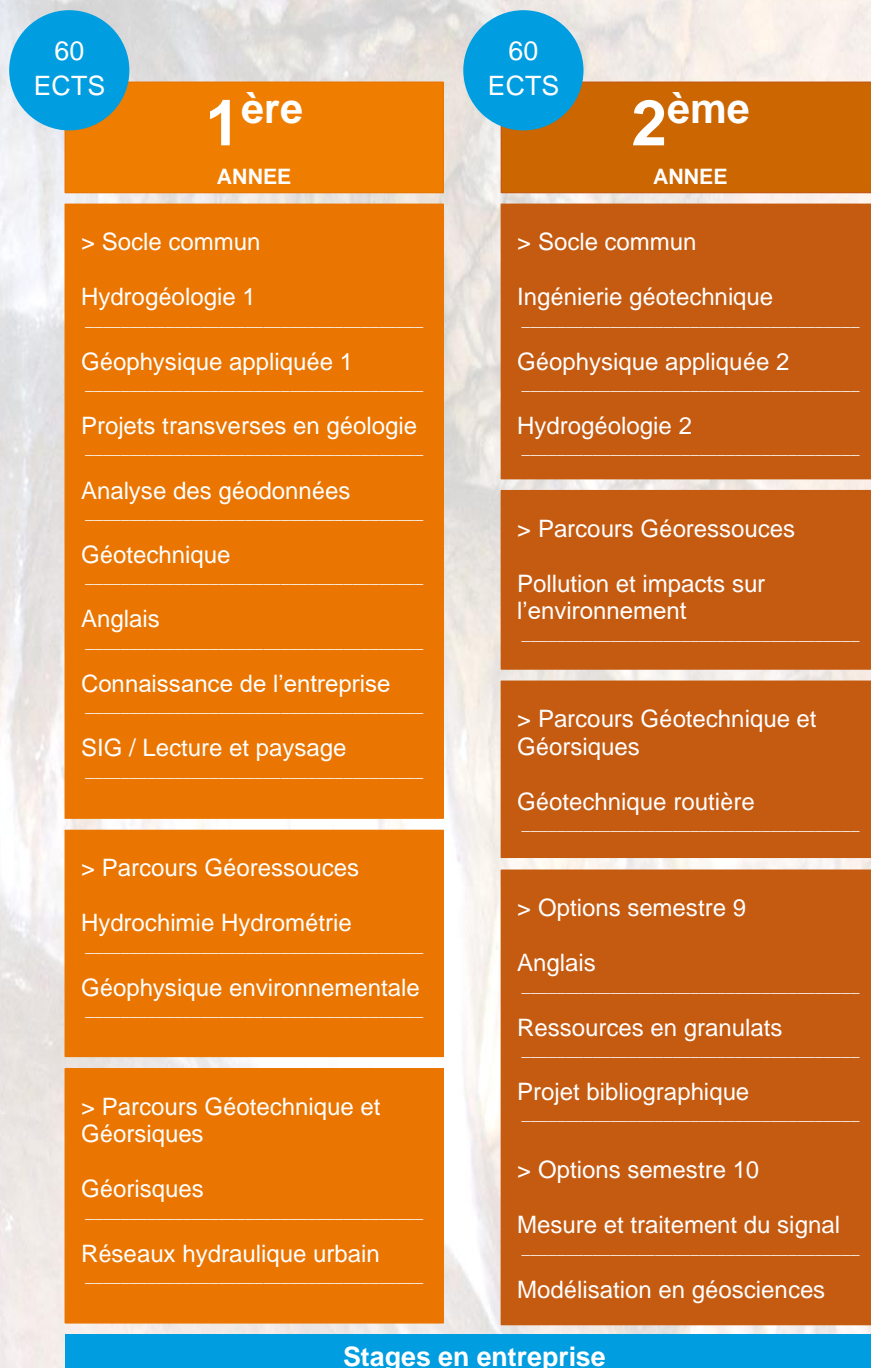 60
ECTS
1ère
ANNEE
> Socle commun
Hydrogéologie 1
Géophysique appliquée 1
Projets transverses en géologie
Analyse des géodonnées
Géotechnique
Anglais
Connaissance de l'entreprise
SIG / Lecture et paysage
> Parcours Géoressouces
Hydrochimie Hydrométrie
Géophysique environnementale
> Parcours Géotechnique et
Géorsiques
Géorisques
Réseaux hydraulique urbain
60
ECTS
2ème
ANNEE
> Socle commun
Ingénierie géotechnique
Géophysique appliquée 2
Hydrogéologie 2
> Parcours Géoressouces
Pollution et impacts sur
l'environnement
> Parcours Géotechnique et
Géorsiques
Géotechnique routière
> Options semestre 9
Anglais
Ressources en granulats
Projet bibliographique
> Options semestre 10
Mesure et traitement du signal
Modélisation en géosciences
Stages en entreprise